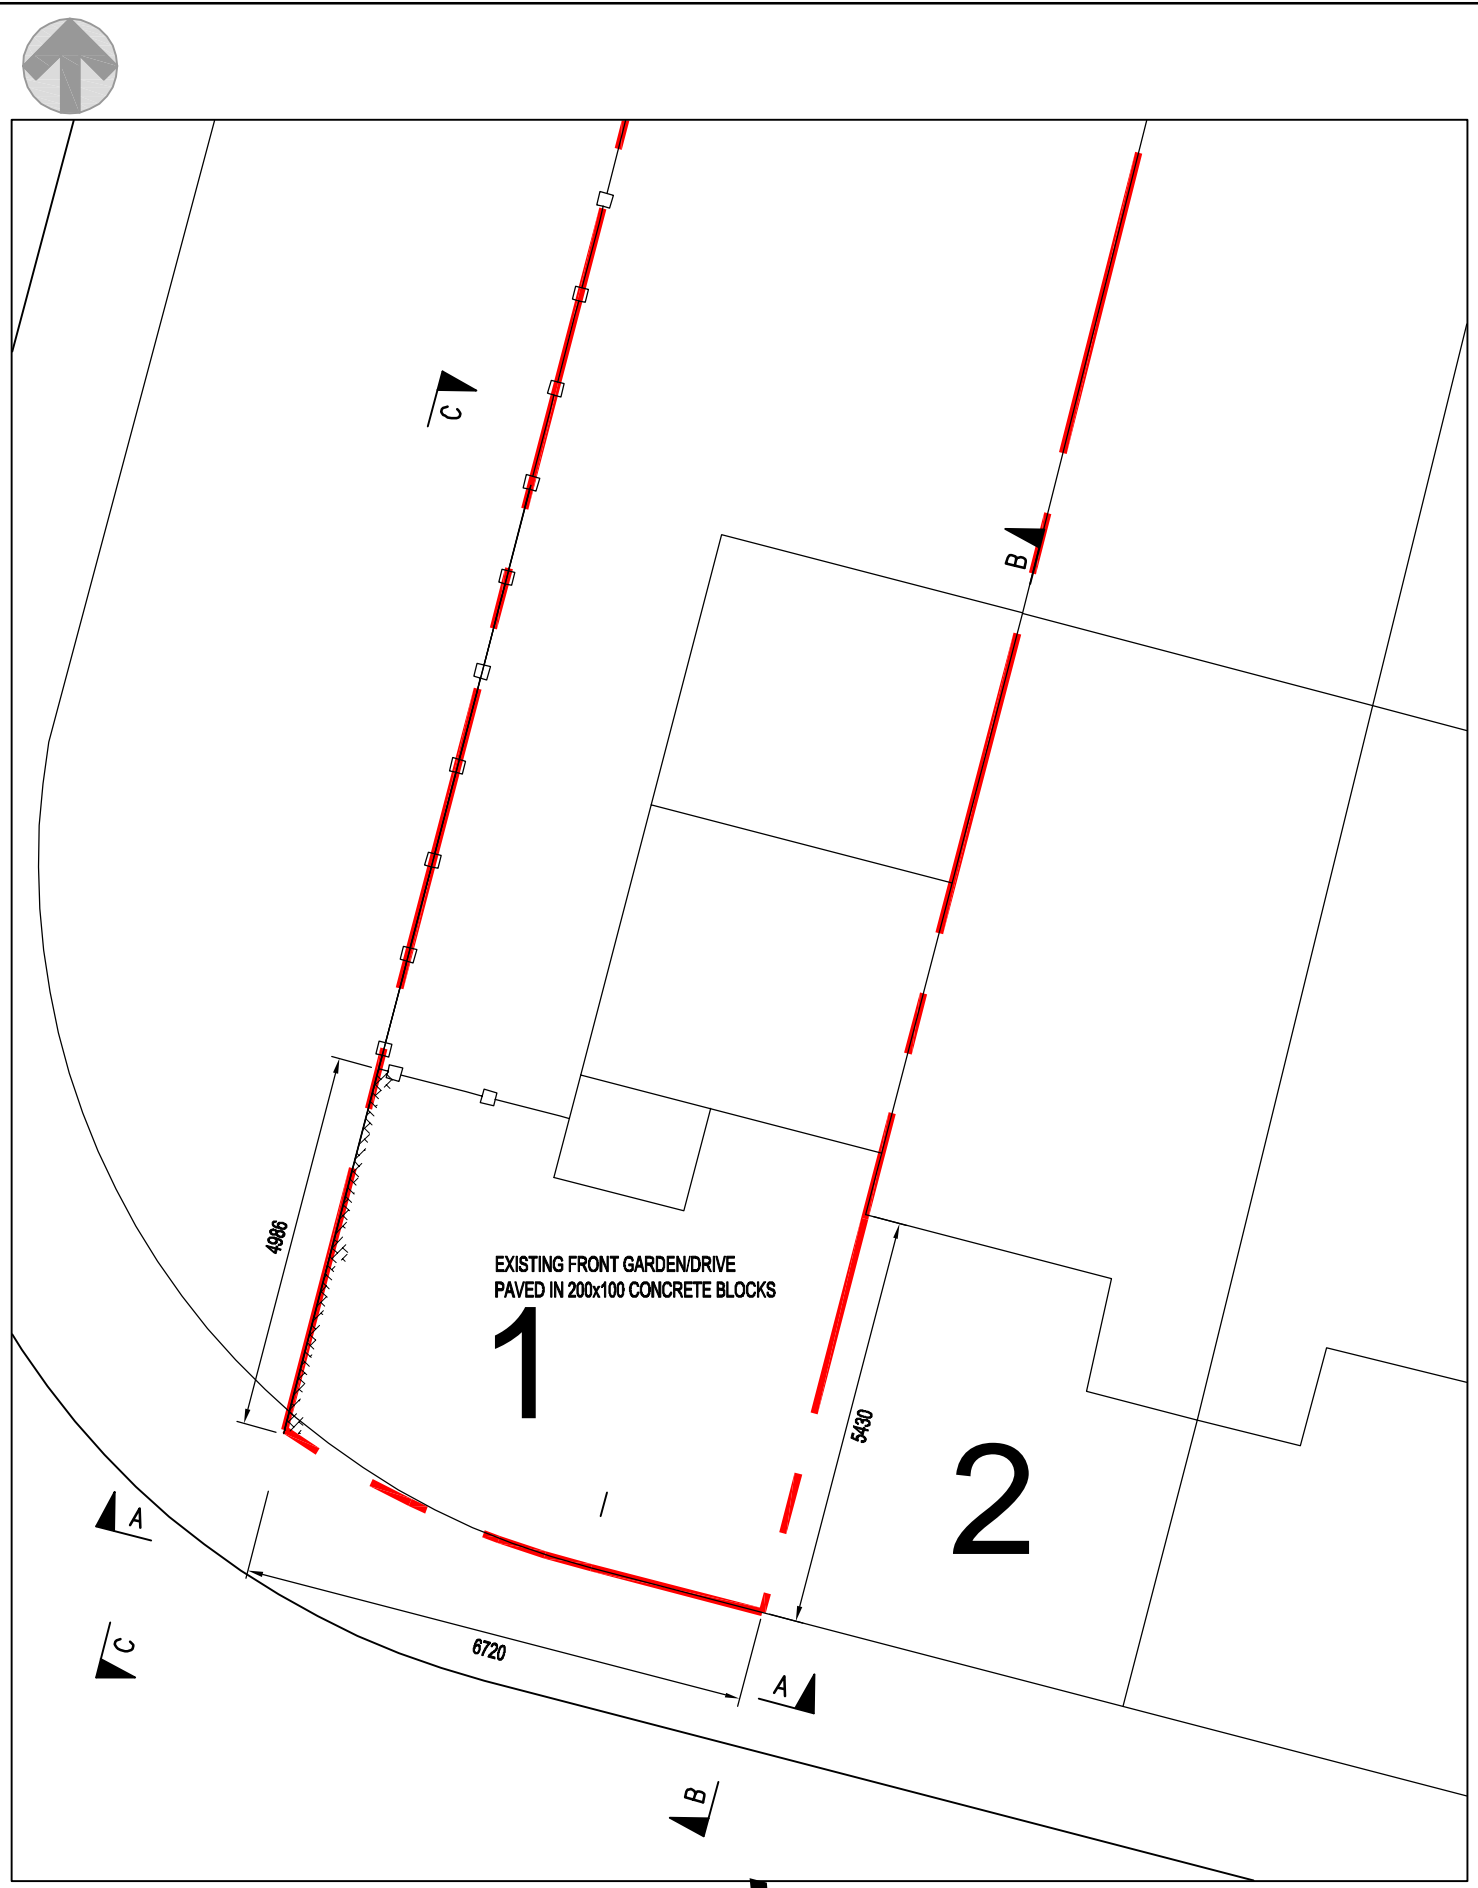 C
B
4986
EXISTING FRONT GARDEN/DRIVE
PAVED IN 200x100 CONCRETE BLOCKS
1
5430
2
A
C
6720
A
B